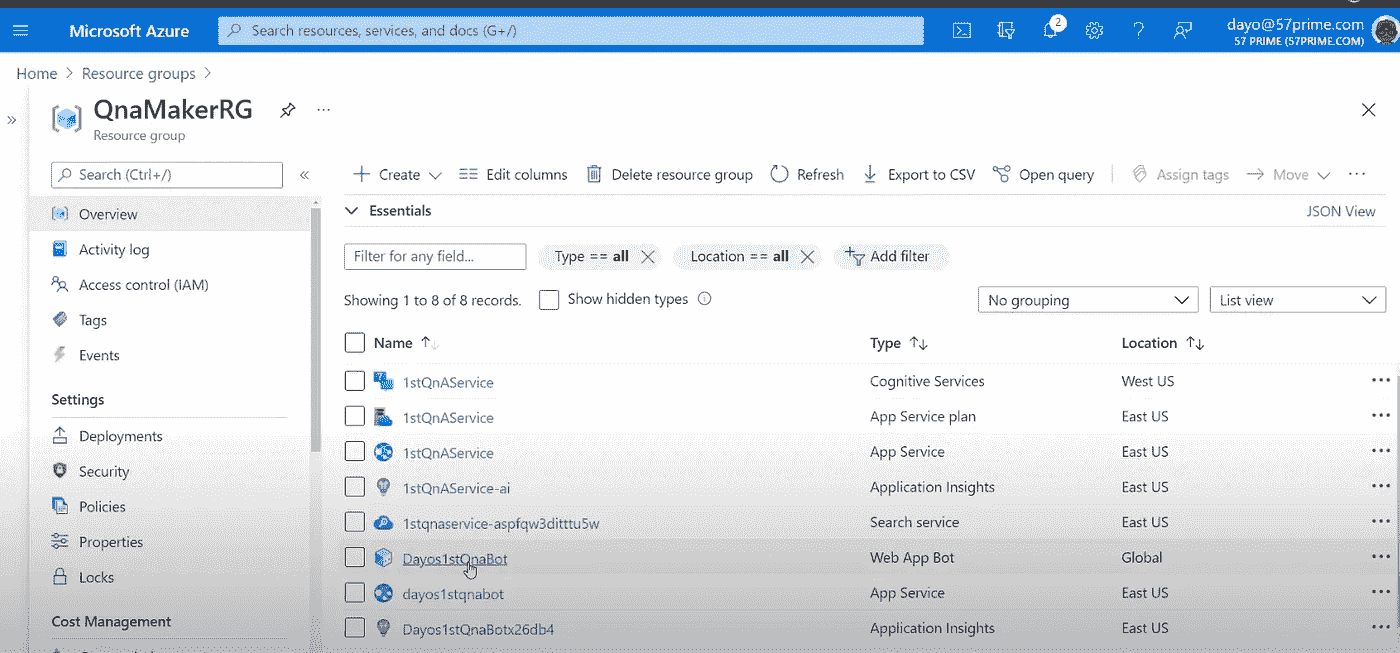 Microsoft Azure
Search resources, services, and docs (G+/)
2
dayo@57prime.com
57 PRIME (57PRIME.COM)
Home > Resource groups >
QnaMakerRG
Resource group
Search (Ctrl+/)
Create
Edit columns
Delete resource group
Refresh
Export to CSV
Open query
Assign tags
Move
Overview
Activity log
Access control (IAM)
Tags
Events
Settings
Deployments
Security
Policies
Properties
Locks
Cost Management
Essentials
JSON View
Filter for any field...
Type == all
Location == all
Add filter
Showing 1 to 8 of 8 records.
Show hidden types
No grouping
List view
Name Type Location
1stQnAService Cognitive Services West US
1stQnAService App Service plan East US
1stQnAService App Service East US
1stQnAService-ai Application Insights East US
1stqnaservice-aspfqw3ditttu5w Search service East US
Dayos1stQnaBot Web App Bot Global
dayos1stqnabot App Service East US
Dayos1stQnaBotx26db4 Application Insights East US